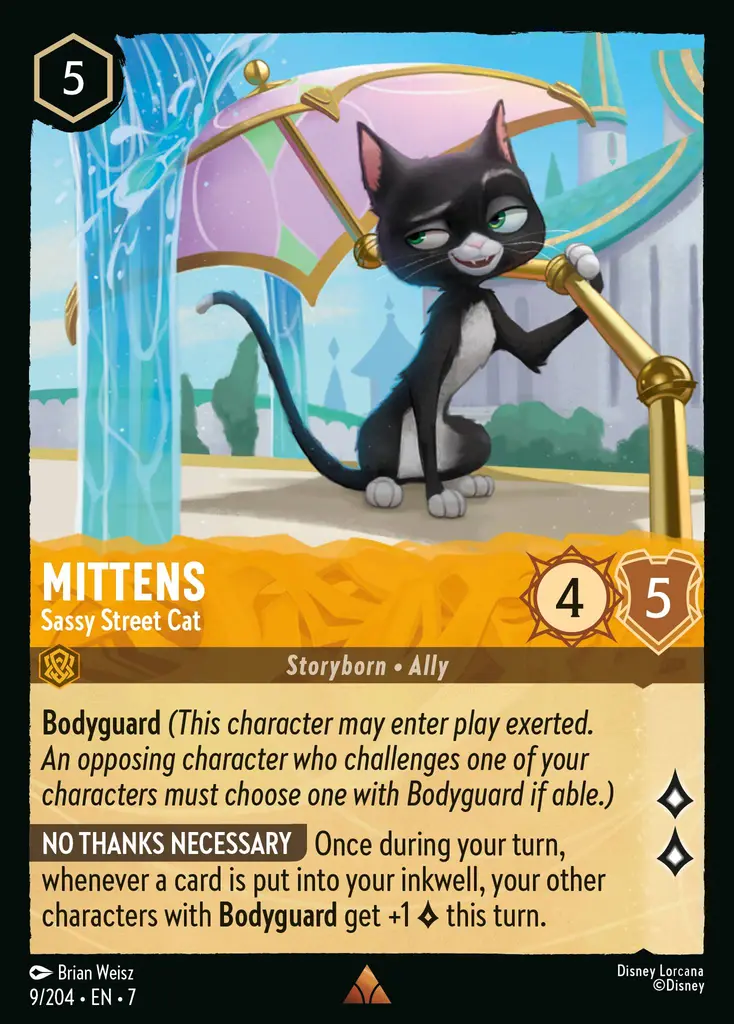 5
MITTENS
Sassy Street Cat
4
5
Storyborn • Ally
Bodyguard (This character may enter play exerted.
An opposing character who challenges one of your
characters must choose one with Bodyguard if able.)
NO THANKS NECESSARY Once during your turn,
whenever a card is put into your inkwell, your other
characters with Bodyguard get +1 this turn.
Brian Weisz
9/204 • EN • 7
Disney Lorcana
©Disney